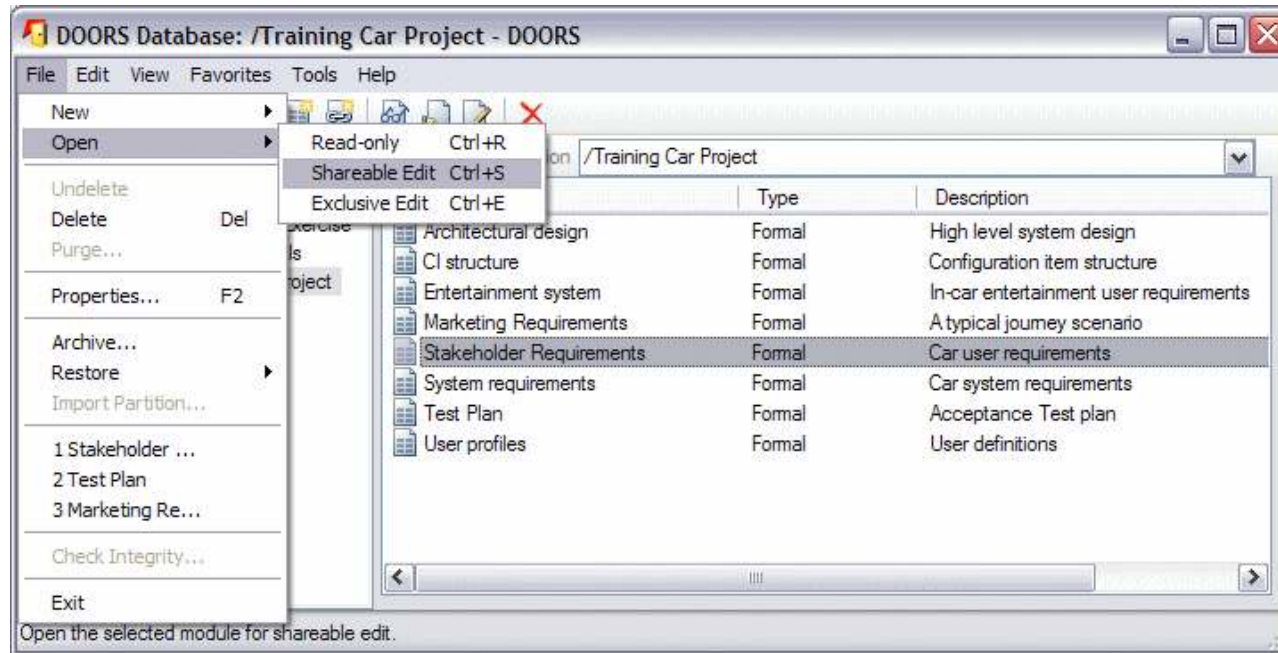 DOORS Database: /Training Car Project - DOORS
File Edit View Favorites Tools Help
New
Open
Read-only Ctrl+R
Shareable Edit Ctrl+S
Exclusive Edit Ctrl+E
/Training Car Project
Undelete
Delete Del
Purge...
Properties... F2
Archive...
Restore
Import Partition...
1 Stakeholder ...
2 Test Plan
3 Marketing Re...
Check Integrity...
Exit
Type Description
Architectural design Formal High level system design
CI structure Formal Configuration item structure
Entertainment system Formal In-car entertainment user requirements
Marketing Requirements Formal A typical journey scenario
Stakeholder Requirements Formal Car user requirements
System requirements Formal Car system requirements
Test Plan Formal Acceptance Test plan
User profiles Formal User definitions
Open the selected module for shareable edit.